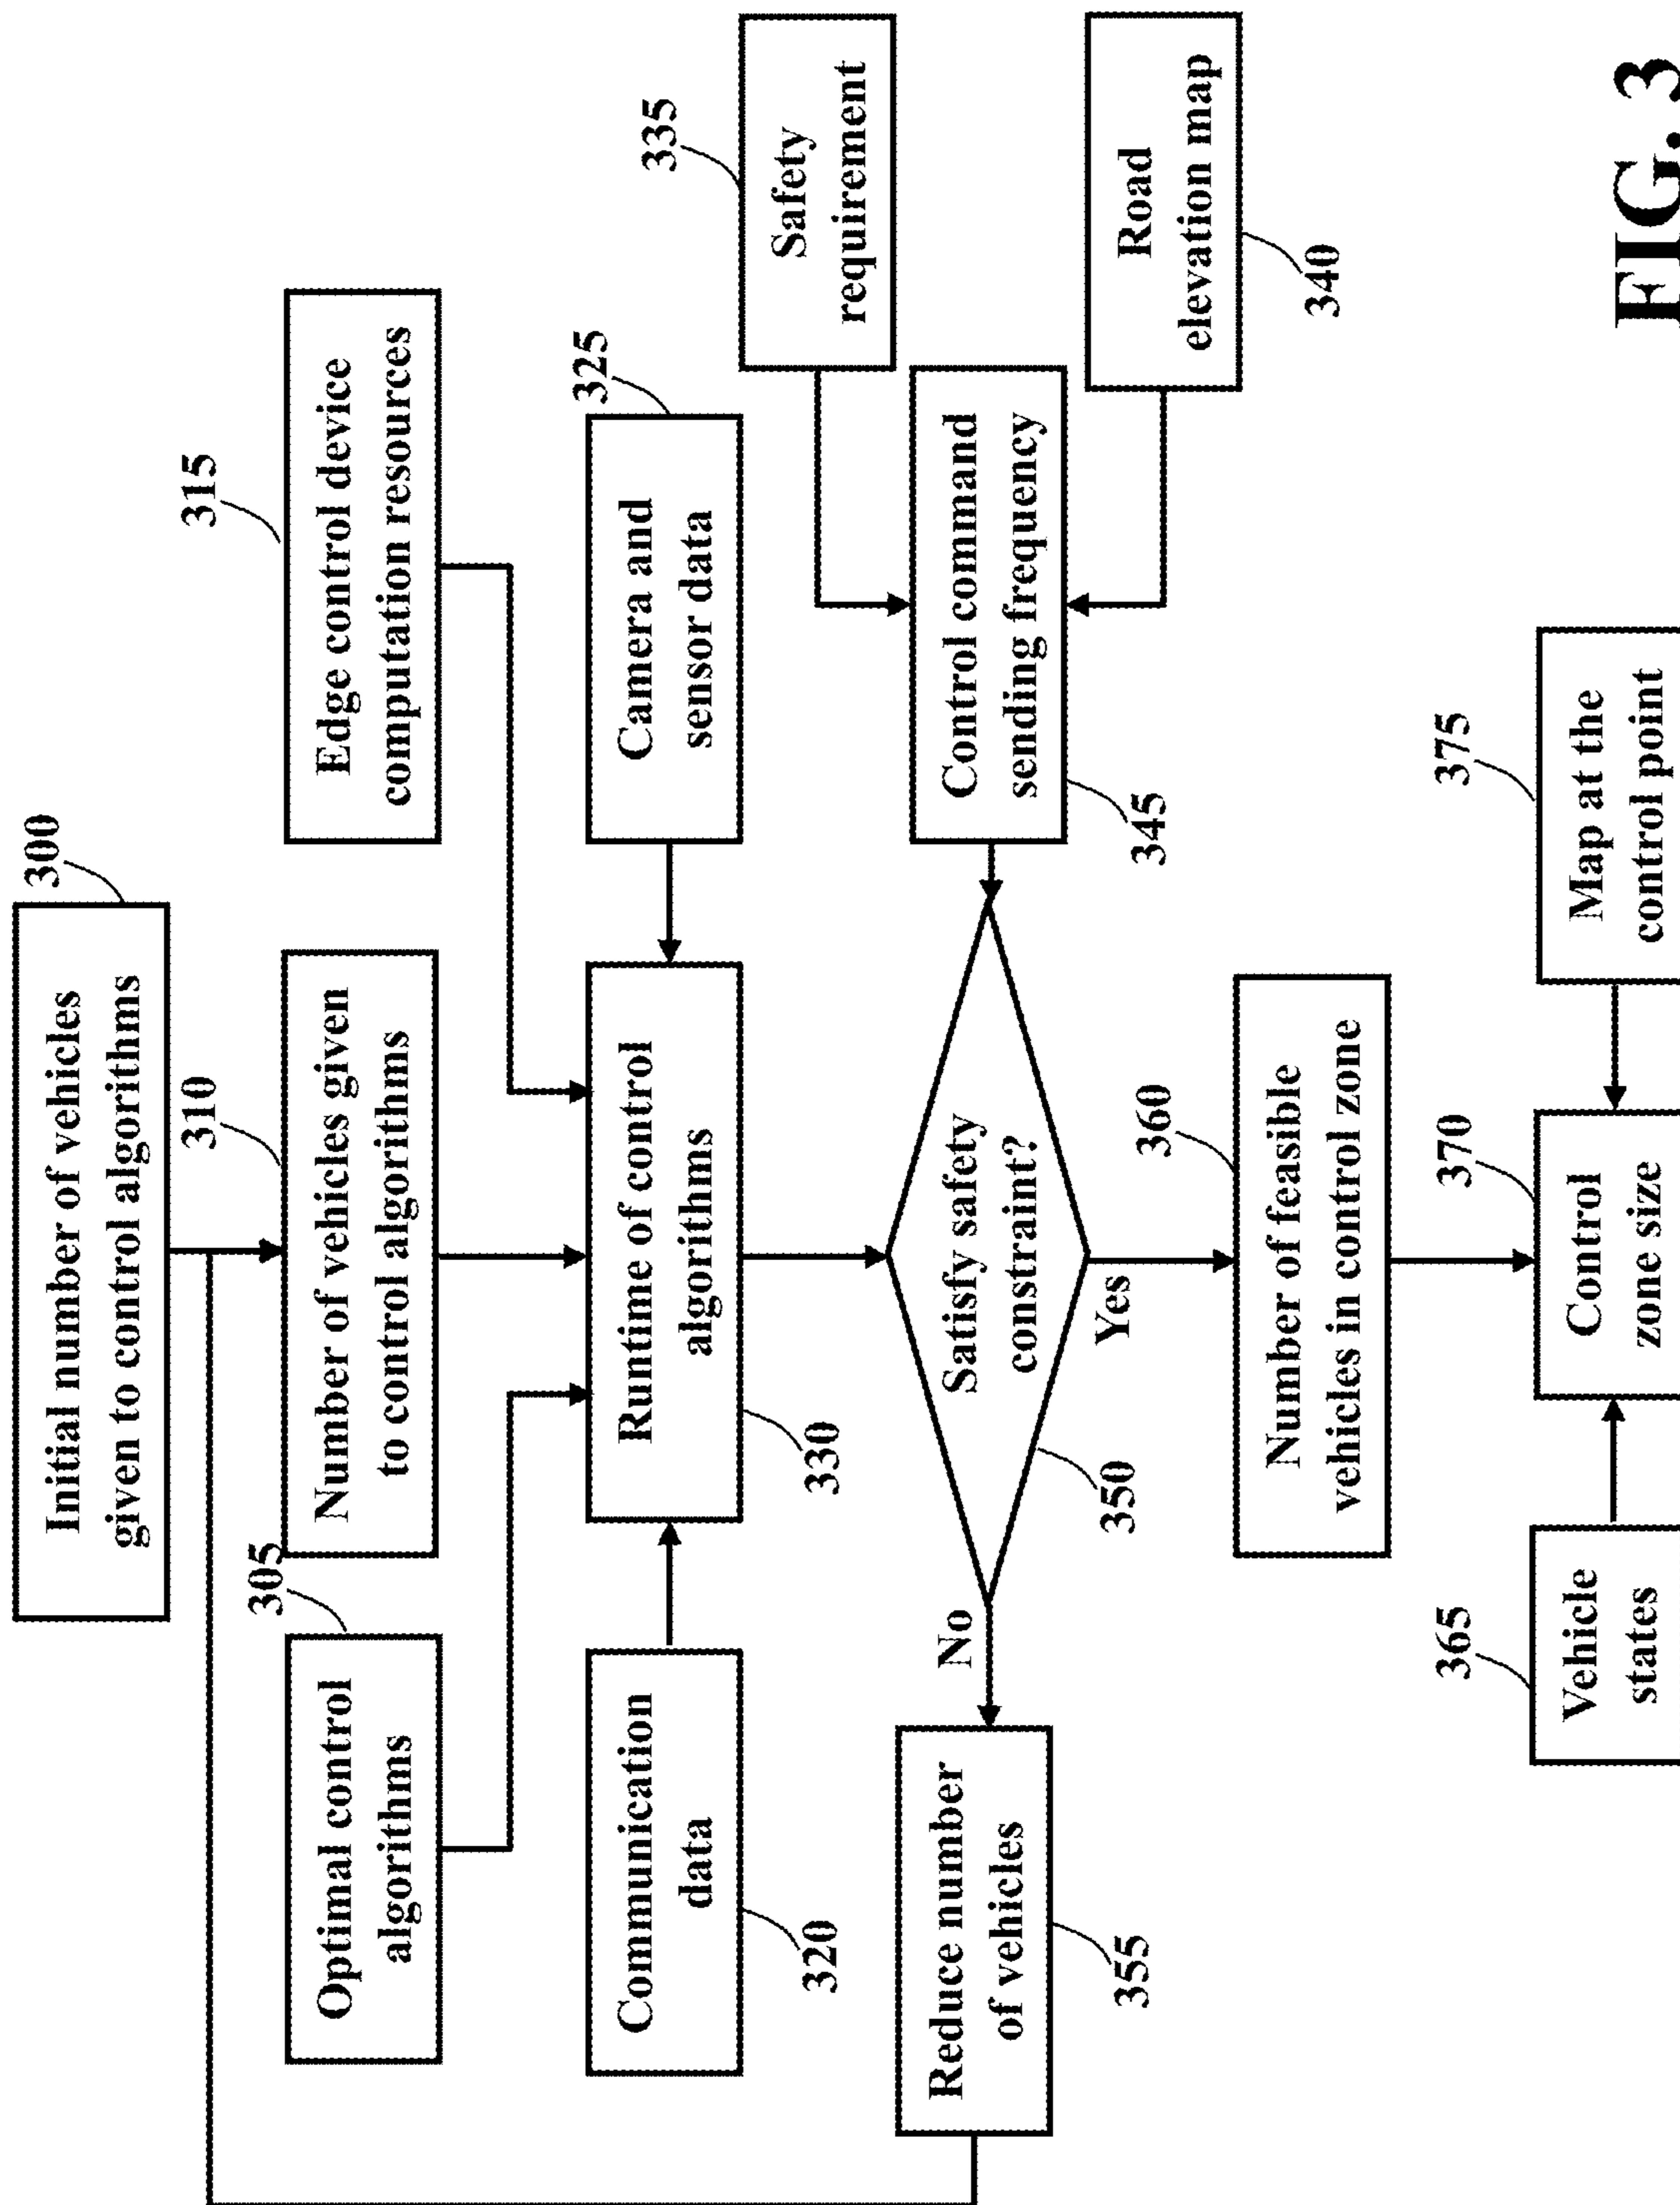 300
Initial number of vehicles
given to control algorithms
305
Optimal control
algorithms
310
Number of vehicles given
to control algorithms
315
Edge control device
computation resources
320
Communication
data
330
Runtime of control
algorithms
325
Camera and
sensor data
335
Safety
requirement
355
Reduce number
of vehicles
No
350
Satisfy safety
constraint?
Yes
345
Control command
sending frequency
340
Road
elevation map
360
Number of feasible
vehicles in control zone
365
Vehicle
states
370
Control
zone size
375
Map at the
control point
FIG. 3